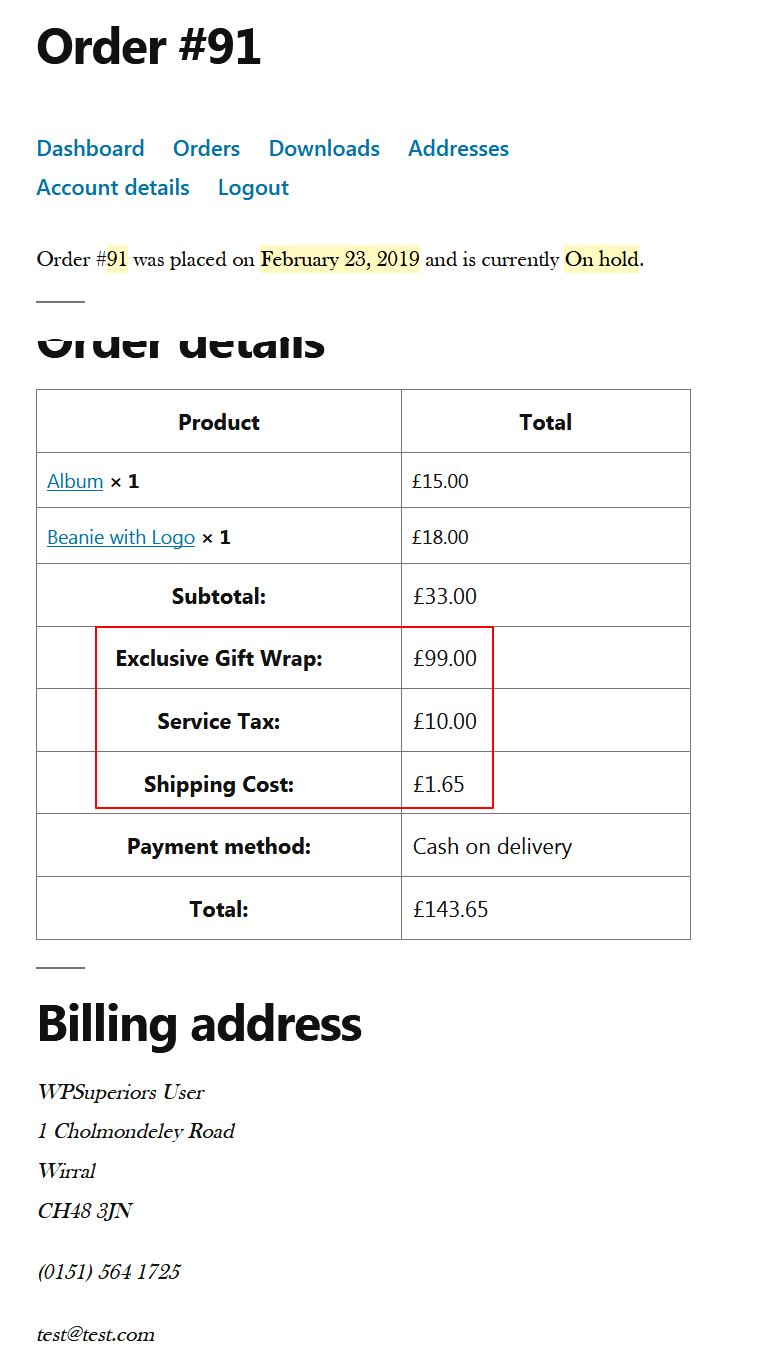 Order #91
Dashboard Orders Downloads Addresses
Account details Logout
Order #91 was placed on February 23, 2019 and is currently On hold.
Order details
Product Total
Album × 1 £15.00
Beanie with Logo × 1 £18.00
Subtotal: £33.00
Exclusive Gift Wrap: £99.00
Service Tax: £10.00
Shipping Cost: £1.65
Payment method: Cash on delivery
Total: £143.65
Billing address
WPSuperiors User
1 Cholmondeley Road
Wirral
CH48 3JN
(0151) 564 1725
test@test.com